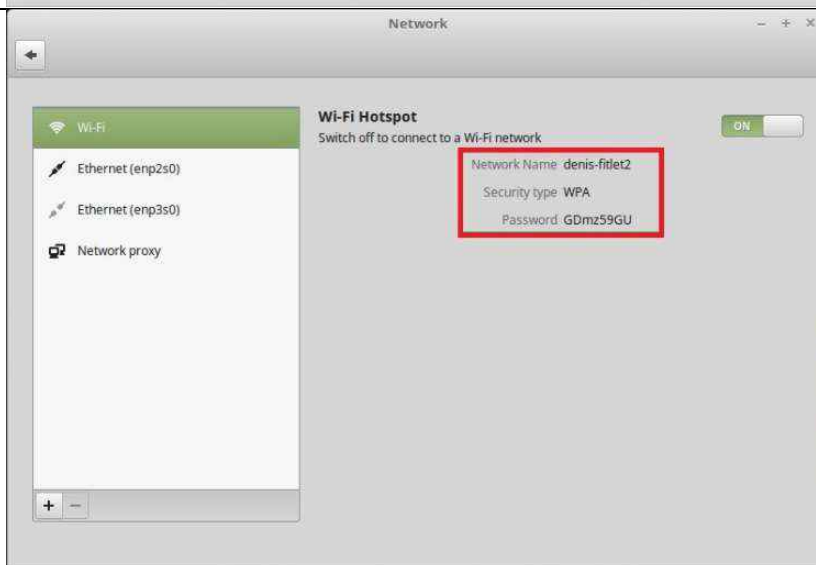 Network
Wi-Fi
Ethernet (enp2s0)
Ethernet (enp3s0)
Network proxy
Wi-Fi Hotspot
Switch off to connect to a Wi-Fi network
ON
Network Name denis-fitlet2
Security type WPA
Password GDmz59GU